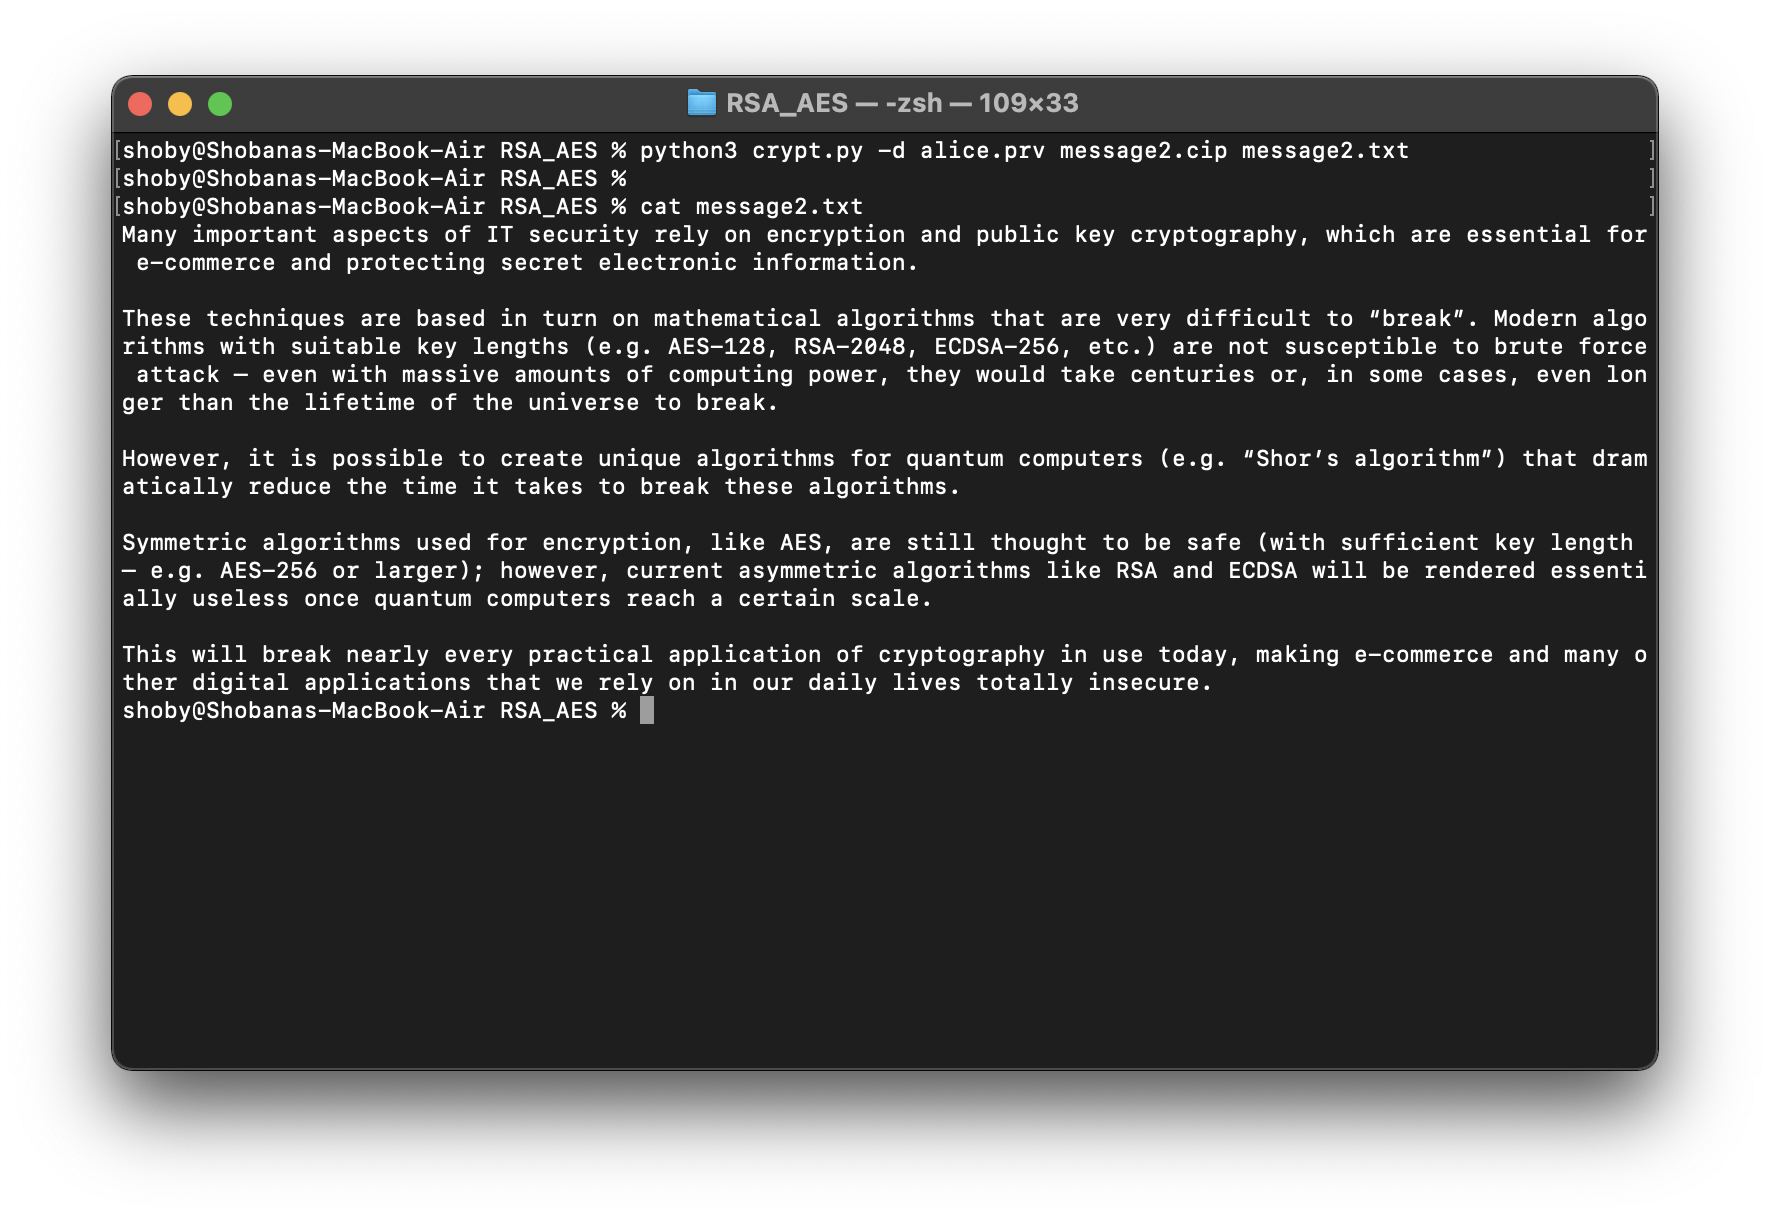 RSA_AES — -zsh — 109×33
[shoby@Shobanas-MacBook-Air RSA_AES % python3 crypt.py -d alice.prv message2.cip message2.txt ]
[shoby@Shobanas-MacBook-Air RSA_AES % ]
[shoby@Shobanas-MacBook-Air RSA_AES % cat message2.txt ]
Many important aspects of IT security rely on encryption and public key cryptography, which are essential for
 e-commerce and protecting secret electronic information.

These techniques are based in turn on mathematical algorithms that are very difficult to “break”. Modern algo
rithms with suitable key lengths (e.g. AES-128, RSA-2048, ECDSA-256, etc.) are not susceptible to brute force
 attack – even with massive amounts of computing power, they would take centuries or, in some cases, even lon
ger than the lifetime of the universe to break.

However, it is possible to create unique algorithms for quantum computers (e.g. “Shor’s algorithm”) that dram
atically reduce the time it takes to break these algorithms.

Symmetric algorithms used for encryption, like AES, are still thought to be safe (with sufficient key length 
– e.g. AES-256 or larger); however, current asymmetric algorithms like RSA and ECDSA will be rendered essenti
ally useless once quantum computers reach a certain scale.

This will break nearly every practical application of cryptography in use today, making e-commerce and many o
ther digital applications that we rely on in our daily lives totally insecure.
shoby@Shobanas-MacBook-Air RSA_AES %